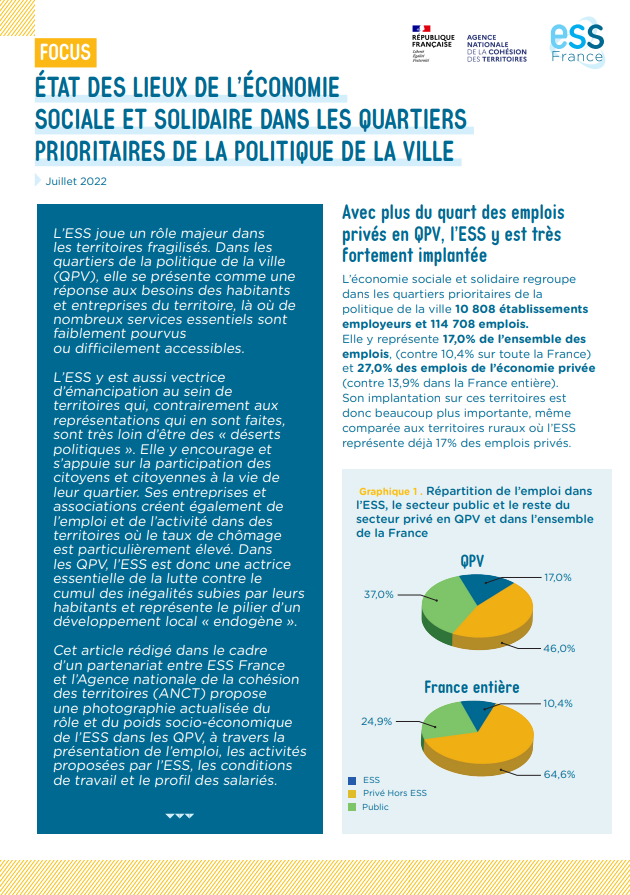 RÉPUBLIQUE
FRANÇAISE
Liberté
Égalité
Fraternité
AGENCE
NATIONALE
DE LA COHÉSION
DES TERRITOIRES
ESS
France
FOCUS
ÉTAT DES LIEUX DE L'ÉCONOMIE
SOCIALE ET SOLIDAIRE DANS LES QUARTIERS
PRIORITAIRES DE LA POLITIQUE DE LA VILLE
Juillet 2022
L'ESS joue un rôle majeur dans
les territoires fragilisés. Dans les
quartiers de la politique de la ville
(QPV), elle se présente comme une
réponse aux besoins des habitants
et entreprises du territoire, là où de
nombreux services essentiels sont
faiblement pourvus
ou difficilement accessibles.
L'ESS y est aussi vectrice
d'émancipation au sein de
territoires qui, contrairement aux
représentations qui en sont faites,
sont très loin d'être des « déserts
politiques ». Elle y encourage et
s'appuie sur la participation des
citoyens et citoyennes à la vie de
leur quartier. Ses entreprises et
associations créent également de
l'emploi et de l'activité dans des
territoires où le taux de chômage
est particulièrement élevé. Dans
les QPV, l'ESS est donc une actrice
essentielle de la lutte contre le
cumul des inégalités subies par leurs
habitants et représente le pilier d'un
développement local « endogène ».
Cet article rédigé dans le cadre
d'un partenariat entre ESS France
et l'Agence nationale de la cohésion
des territoires (ANCT) propose
une photographie actualisée du
rôle et du poids socio-économique
de l'ESS dans les QPV, à travers la
présentation de l'emploi, les activités
proposées par l'ESS, les conditions
de travail et le profil des salariés.
Avec plus du quart des emplois
privés en QPV, l'ESS y est très
fortement implantée
L'économie sociale et solidaire regroupe
dans les quartiers prioritaires de la
politique de la ville 10 808 établissements
employeurs et 114 708 emplois.
Elle y représente 17,0% de l'ensemble des
emplois, (contre 10,4% sur toute la France)
et 27,0% des emplois de l'économie privée
(contre 13,9% dans la France entière).
Son implantation sur ces territoires est
donc beaucoup plus importante, même
comparée aux territoires ruraux où l'ESS
représente déjà 17% des emplois privés.
Graphique 1 . Répartition de l'emploi dans
l'ESS, le secteur public et le reste du
secteur privé en QPV et dans l'ensemble
de la France
QPV
17,0%
37,0%
46,0%
France entière
10,4%
24,9%
64,6%
ESS
Privé Hors ESS
Public